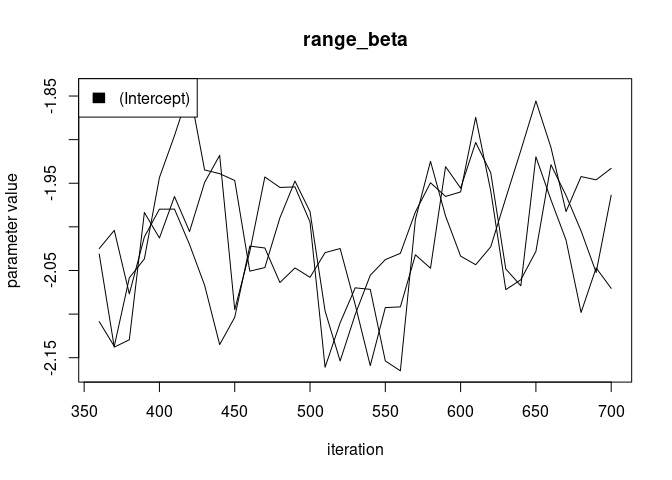 range_beta
(Intercept)
parameter value
-1.85
-1.95
-2.05
-2.15
350 400 450 500 550 600 650 700
iteration